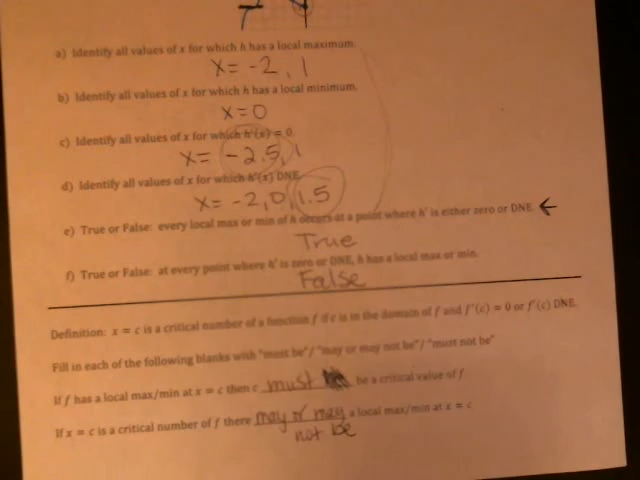 a) Identify all values of x for which h has a local maximum.
x = -2, 1
b) Identify all values of x for which h has a local minimum.
x = 0
c) Identify all values of x for which h'(x) = 0.
x = -2.5, 1
d) Identify all values of x for which h'(x) DNE.
x = -2, 0, 1.5
e) True or False: every local max or min of h occurs at a point where h' is either zero or DNE. ←
True
f) True or False: at every point where h' is zero or DNE, h has a local max or min.
False
Definition: x = c is a critical number of a function f if c is in the domain of f and f'(c) = 0 or f'(c) DNE.
Fill in each of the following blanks with "must be"/ "may or may not be"/ "must not be"
If f has a local max/min at x = c then c must be a critical value of f
If x = c is a critical number of f there may or may a local max/min at x = c
not be